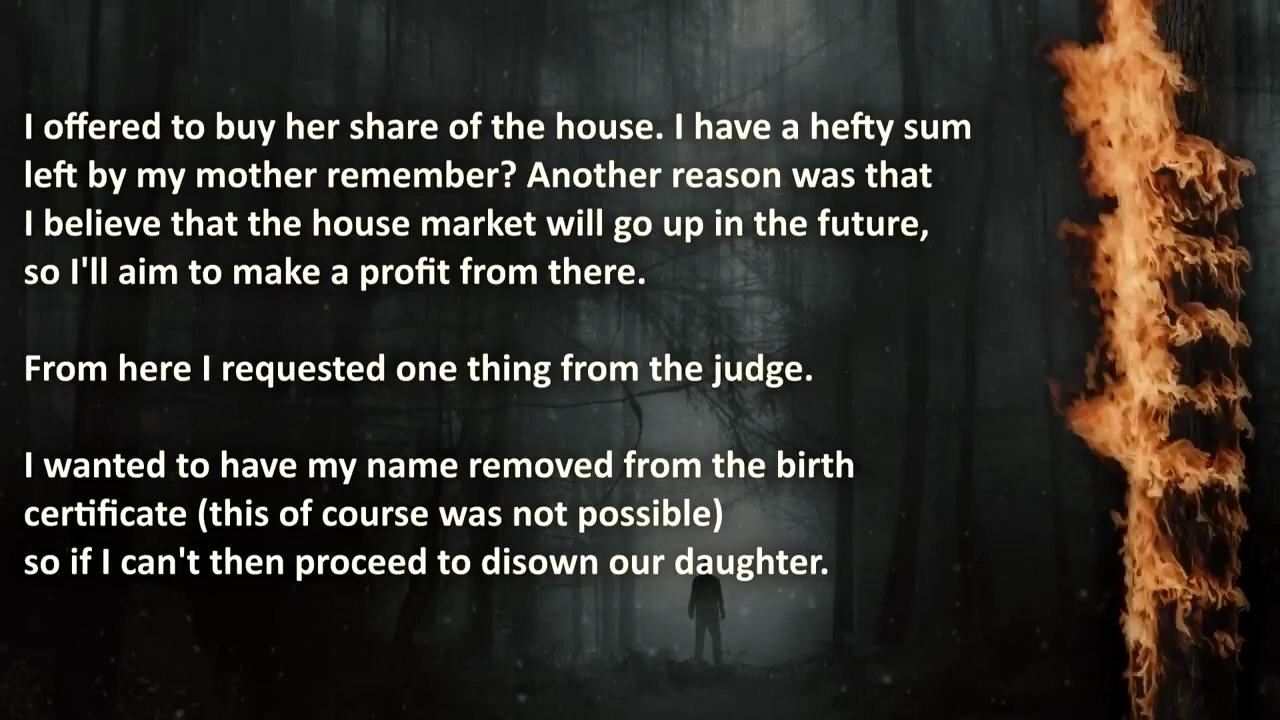 I offered to buy her share of the house. I have a hefty sum
left by my mother remember? Another reason was that
I believe that the house market will go up in the future,
so I'll aim to make a profit from there.
From here I requested one thing from the judge.
I wanted to have my name removed from the birth
certificate (this of course was not possible)
so if I can't then proceed to disown our daughter.